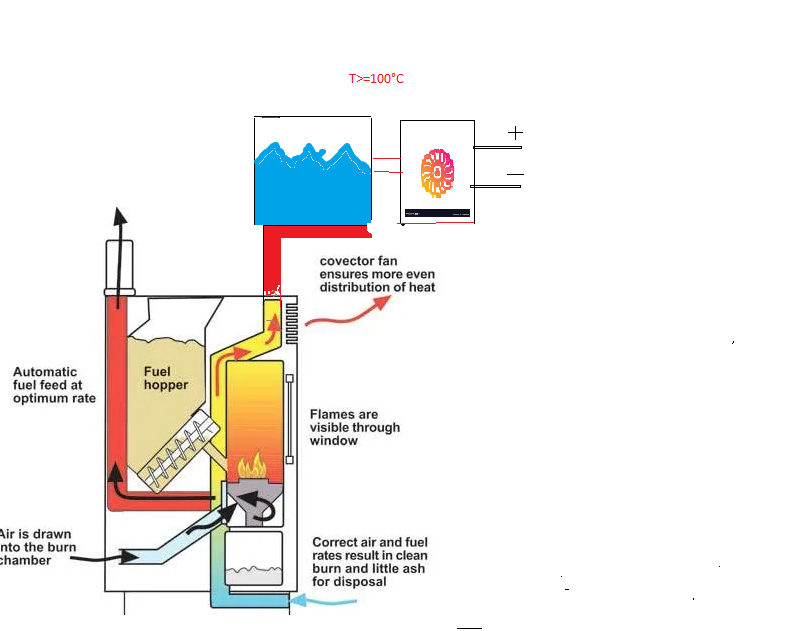 T>=100°C
+
covector fan
ensures more even
distribution of heat
Automatic
fuel feed at
optimum rate
Fuel
hopper
Flames are
visible through
window
Air is drawn
into the burn
chamber
Correct air and fuel
rates result in clean
burn and little ash
for disposal